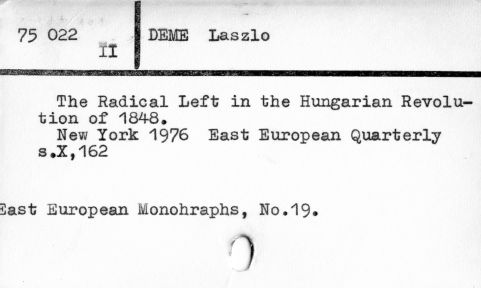 75 022
II
DEME Laszlo
The Radical Left in the Hungarian Revolu-
tion of 1848.
New York 1976 East European Quarterly
s.X,162
East European Monohraphs, No.19.